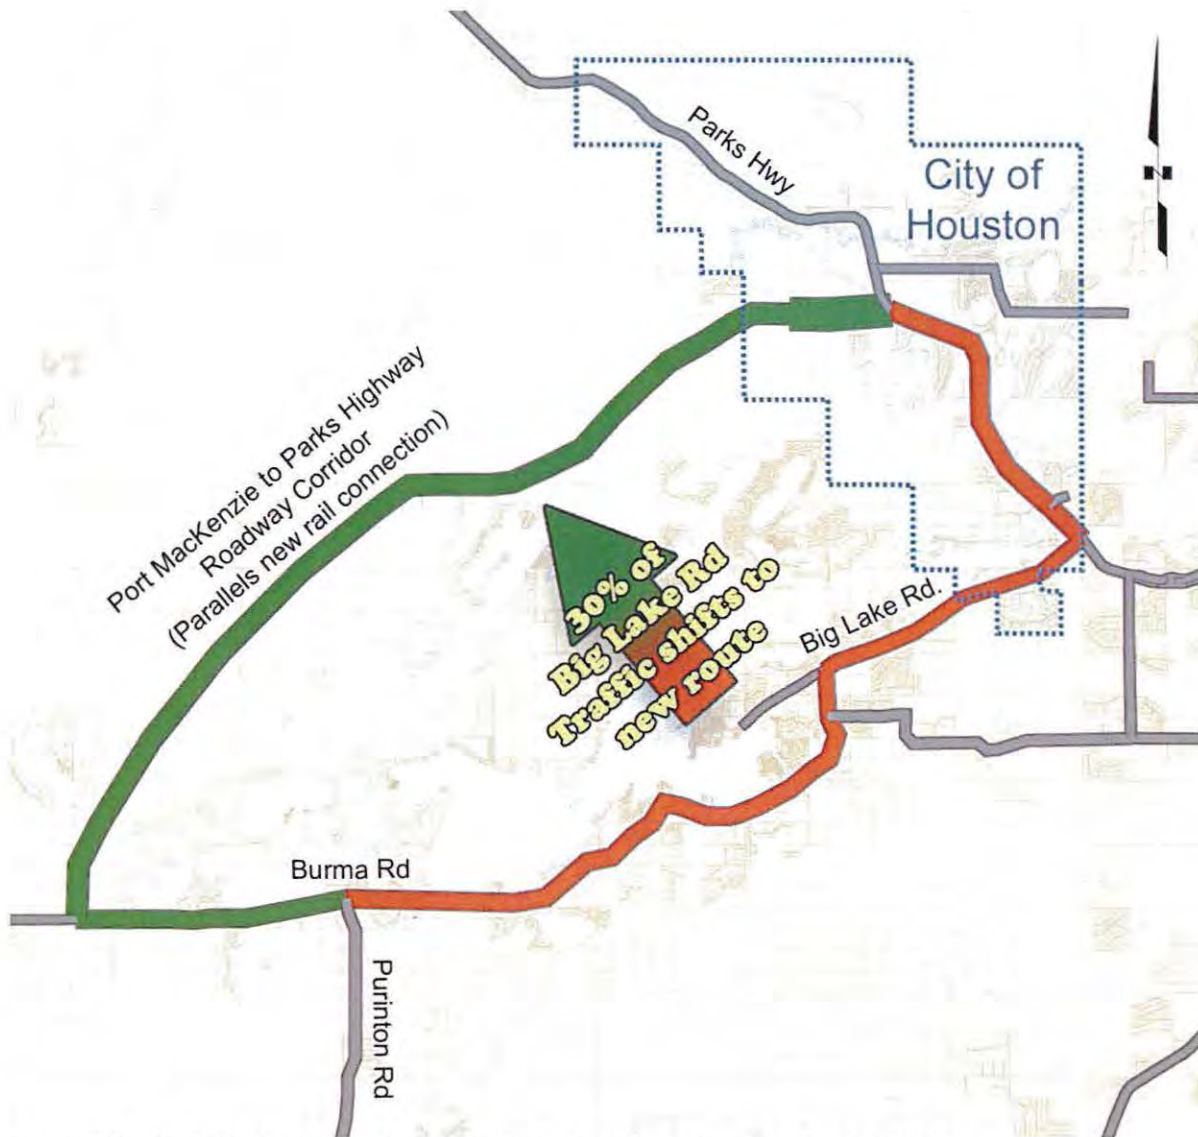 Parks Hwy
City of
Houston
N
Port MacKenzie to Parks Highway
Roadway Corridor
(Parallels new rail connection)
30% of
Big Lake Rd
Traffic shifts to
new route
Big Lake Rd.
Burma Rd
Purinton Rd